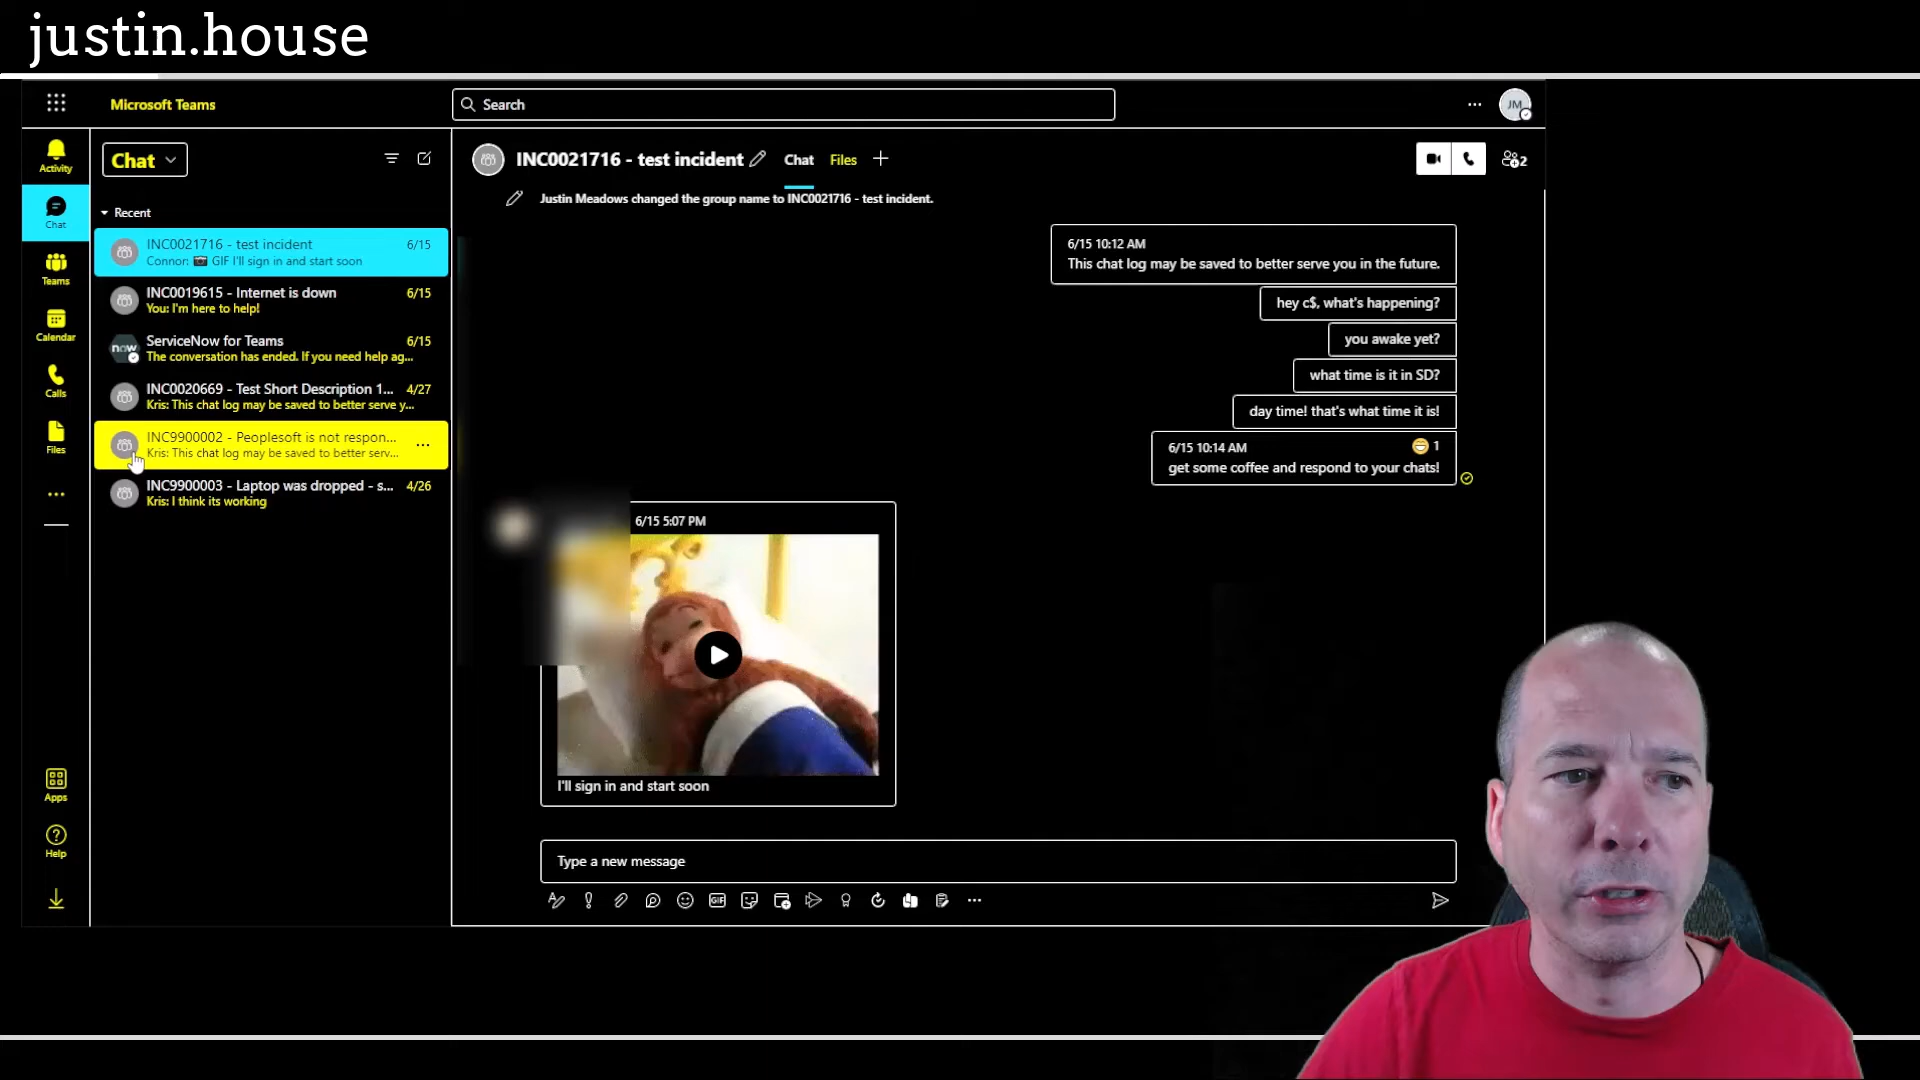 justin.house
Microsoft Teams
Search
JM
Activity
Chat
Teams
Calendar
Calls
Files
Apps
Help
Chat
Recent
INC0021716 - test incident 6/15
Connor: GIF I'll sign in and start soon
INC0019615 - Internet is down 6/15
You: I'm here to help!
now
ServiceNow for Teams 6/15
The conversation has ended. If you need help ag...
INC0020669 - Test Short Description 1... 4/27
Kris: This chat log may be saved to better serve y...
INC9900002 - Peoplesoft is not respon...
Kris: This chat log may be saved to better serv...
INC9900003 - Laptop was dropped - s... 4/26
Kris: I think its working
INC0021716 - test incident Chat Files
2
Justin Meadows changed the group name to INC0021716 - test incident.
6/15 10:12 AM
This chat log may be saved to better serve you in the future.
hey c$, what's happening?
you awake yet?
what time is it in SD?
day time! that's what time it is!
6/15 10:14 AM 1
get some coffee and respond to your chats!
6/15 5:07 PM
I'll sign in and start soon
Type a new message
GIF